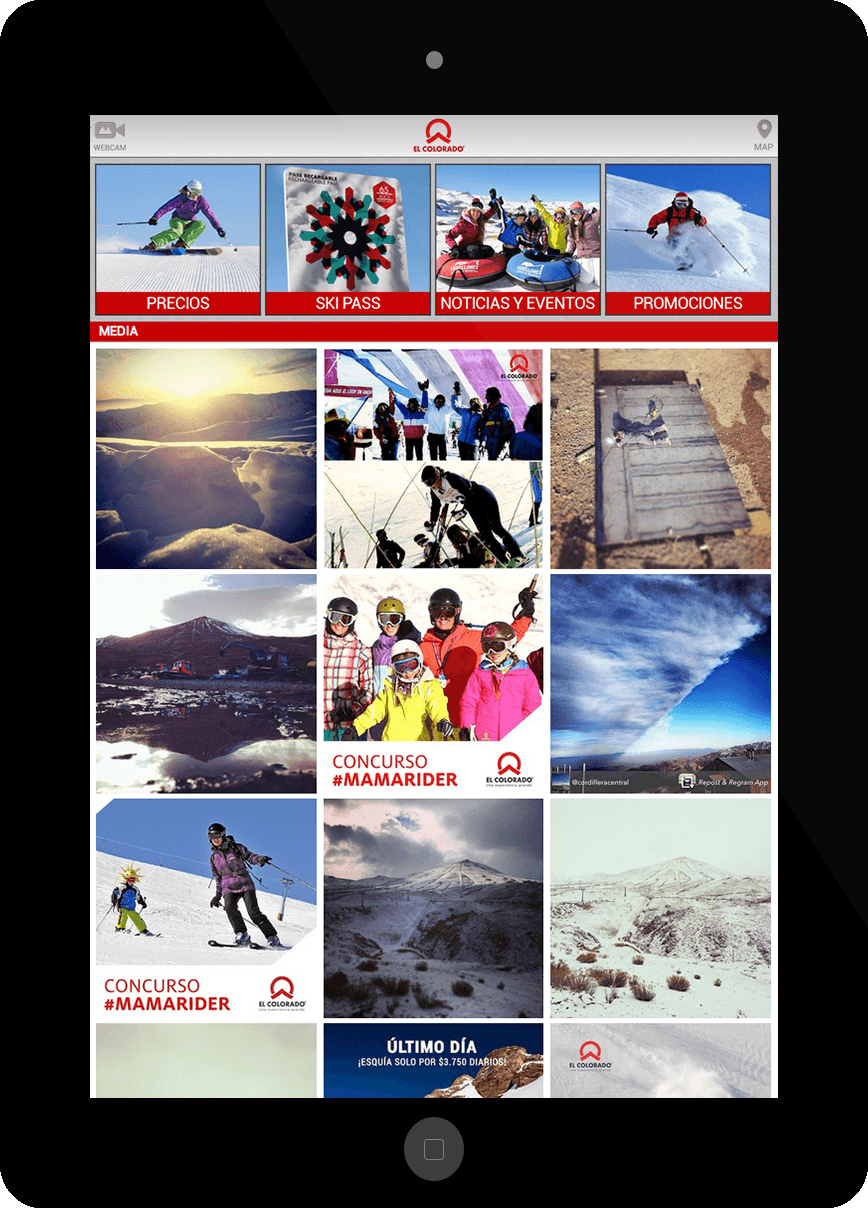 WEBCAM
EL COLORADO
MAP
PASE RECARGABLE
RECHARGEABLE PASS
65
PRECIOS
SKI PASS
NOTICIAS Y EVENTOS
PROMOCIONES
MEDIA
EL COLORADO
CONCURSO
#MAMARIDER
EL COLORADO
una experiencia grande
@cordilleracentral
Repost & Regram App
CONCURSO
#MAMARIDER
EL COLORADO
una experiencia grande
ÚLTIMO DÍA
¡ESQUÍA SOLO POR $3.750 DIARIOS!
EL COLORADO